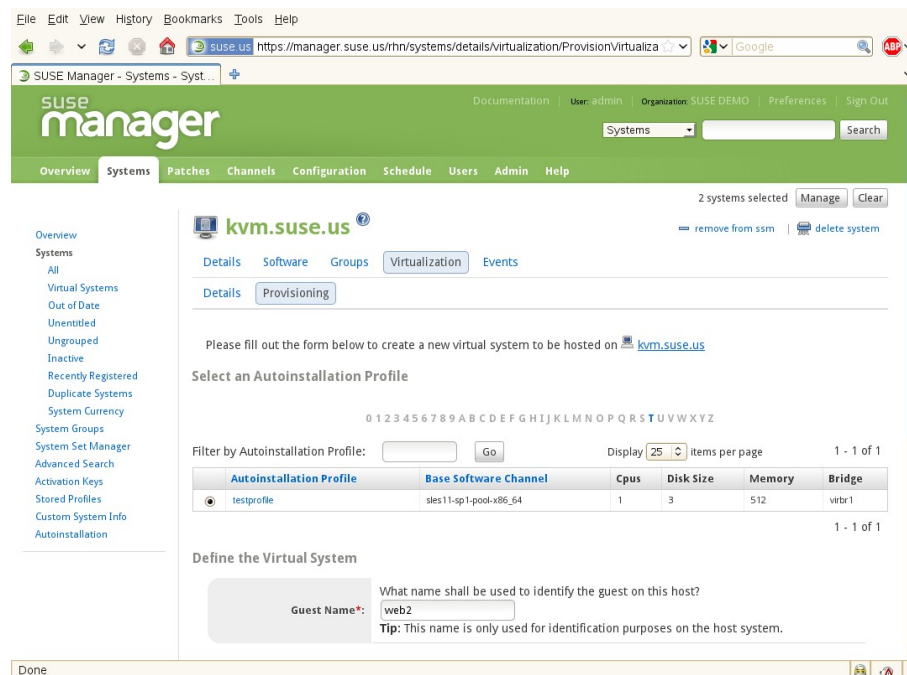 File Edit View History Bookmarks Tools Help
suse.us https://manager.suse.us/rhn/systems/details/virtualization/ProvisionVirtualiza Google ABP
SUSE Manager - Systems - Syst...
suse manager
Documentation | User: admin | Organization: SUSE DEMO | Preferences | Sign Out
Systems Search
Overview Systems Patches Channels Configuration Schedule Users Admin Help
2 systems selected Manage Clear
Overview
Systems
All
Virtual Systems
Out of Date
Unentitled
Ungrouped
Inactive
Recently Registered
Duplicate Systems
System Currency
System Groups
System Set Manager
Advanced Search
Activation Keys
Stored Profiles
Custom System Info
Autoinstallation
kvm.suse.us ?
remove from ssm | delete system
Details Software Groups Virtualization Events
Details Provisioning
Please fill out the form below to create a new virtual system to be hosted on kvm.suse.us
Select an Autoinstallation Profile
0 1 2 3 4 5 6 7 8 9 A B C D E F G H I J K L M N O P Q R S T U V W X Y Z
Filter by Autoinstallation Profile: Go Display 25 items per page 1 - 1 of 1
Autoinstallation Profile Base Software Channel Cpus Disk Size Memory Bridge
testprofile sles11-sp1-pool-x86_64 1 3 512 virbr1
1 - 1 of 1
Define the Virtual System
What name shall be used to identify the guest on this host?
Guest Name*: web2
Tip: This name is only used for identification purposes on the host system.
Done